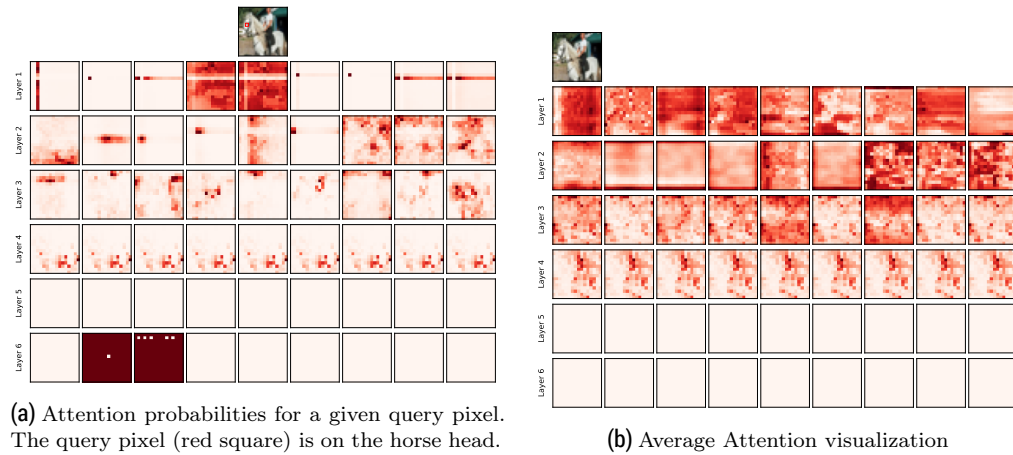 Layer 1
Layer 2
Layer 3
Layer 4
Layer 5
Layer 6
(a) Attention probabilities for a given query pixel.
The query pixel (red square) is on the horse head.
Layer 1
Layer 2
Layer 3
Layer 4
Layer 5
Layer 6
(b) Average Attention visualization